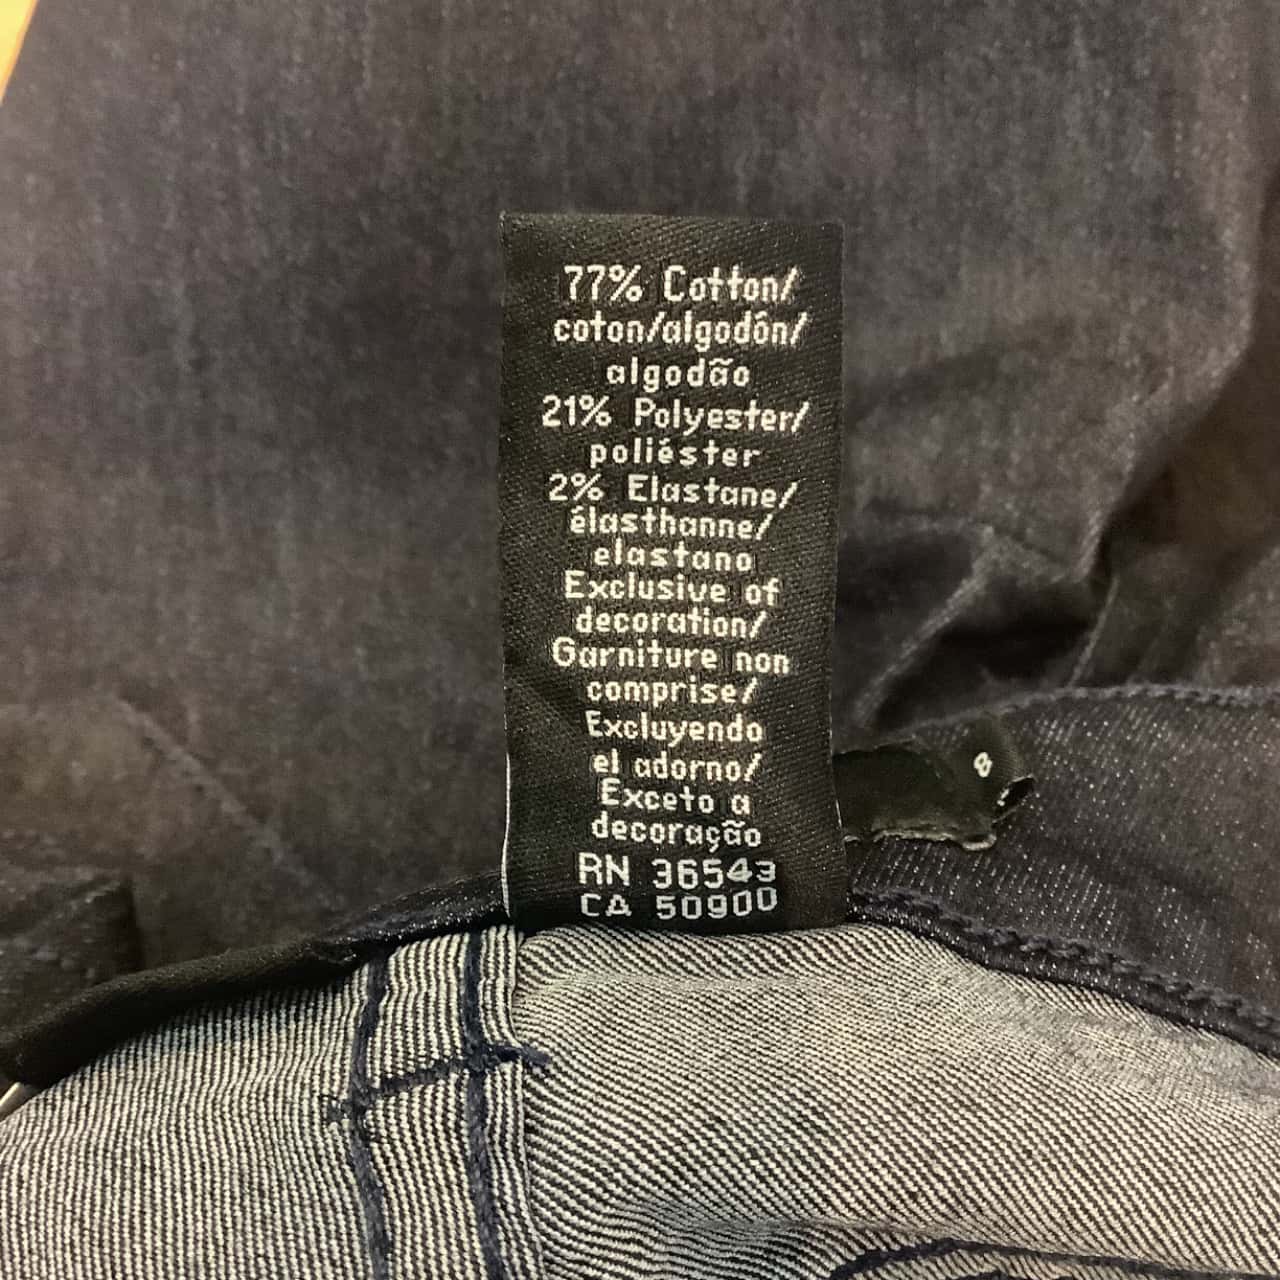 77% Cotton/
coton/algodón/
algodão
21% Polyester/
poliéster
2% Elastane/
élasthanne/
elastano
Exclusive of
decoration/
Garniture non
comprise/
Excluyendo
el adorno/
Exceto a
decoração
RN 36543
CA 50900
8